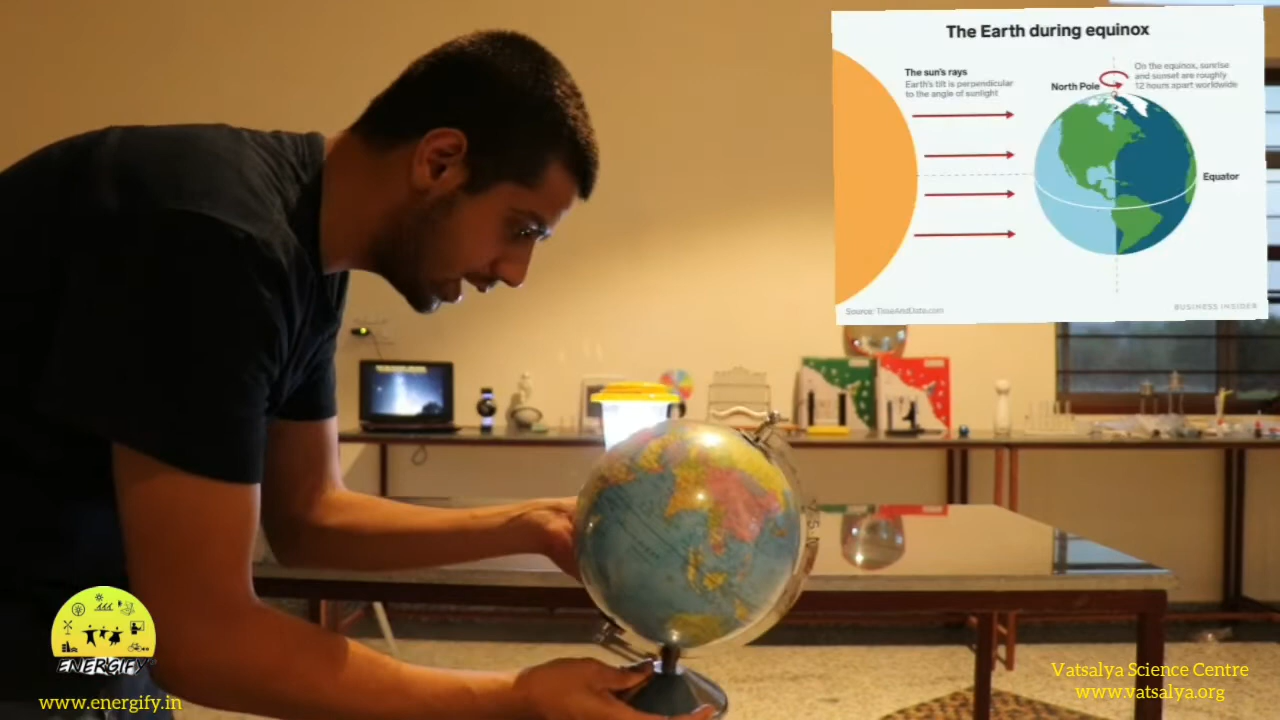 The Earth during equinox
The sun's rays
Earth's tilt is perpendicular
to the angle of sunlight
North Pole
On the equinox, sunrise
and sunset are roughly
12 hours apart worldwide
Equator
Source: TimeAndDate.com
BUSINESS INSIDER
ENERGIFY
www.energify.in
Vatsalya Science Centre
www.vatsalya.org